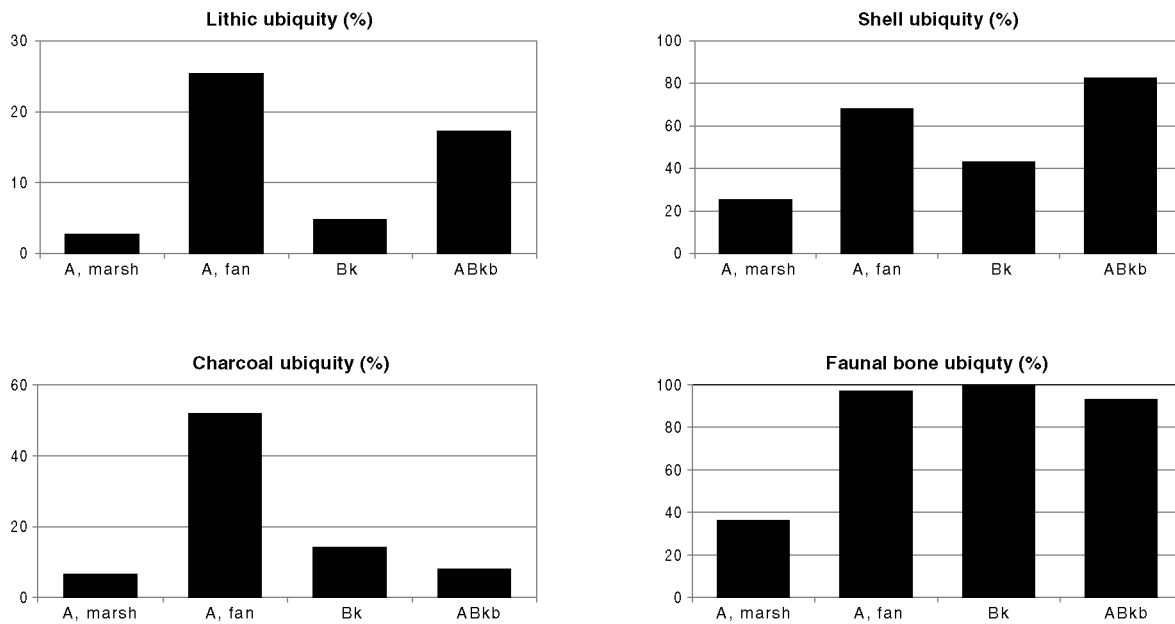 Lithic ubiquity (%)
30
20
10
0
A, marsh A, fan Bk ABkb
Shell ubiquity (%)
100
80
60
40
20
0
A, marsh A, fan Bk ABkb
Charcoal ubiquity (%)
60
40
20
0
A, marsh A, fan Bk ABkb
Faunal bone ubiquty (%)
100
80
60
40
20
0
A, marsh A, fan Bk ABkb